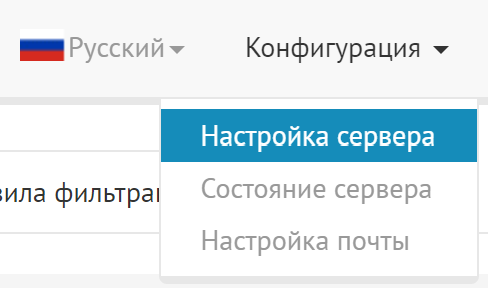 Русский Конфигурация
Настройка сервера
Состояние сервера
Настройка почты